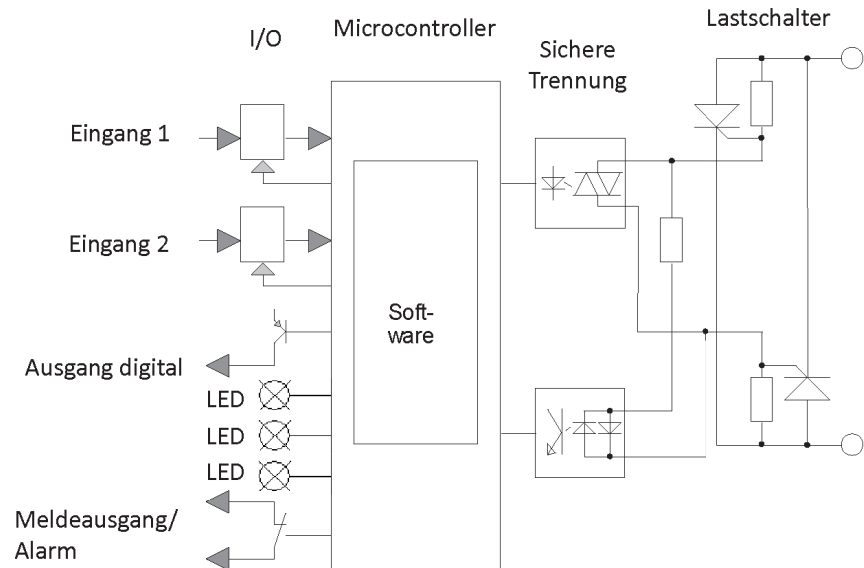 I/O
Microcontroller
Sichere
Trennung
Lastschalter
Eingang 1
Eingang 2
Soft-
ware
Ausgang digital
LED
LED
LED
Meldeausgang/
Alarm